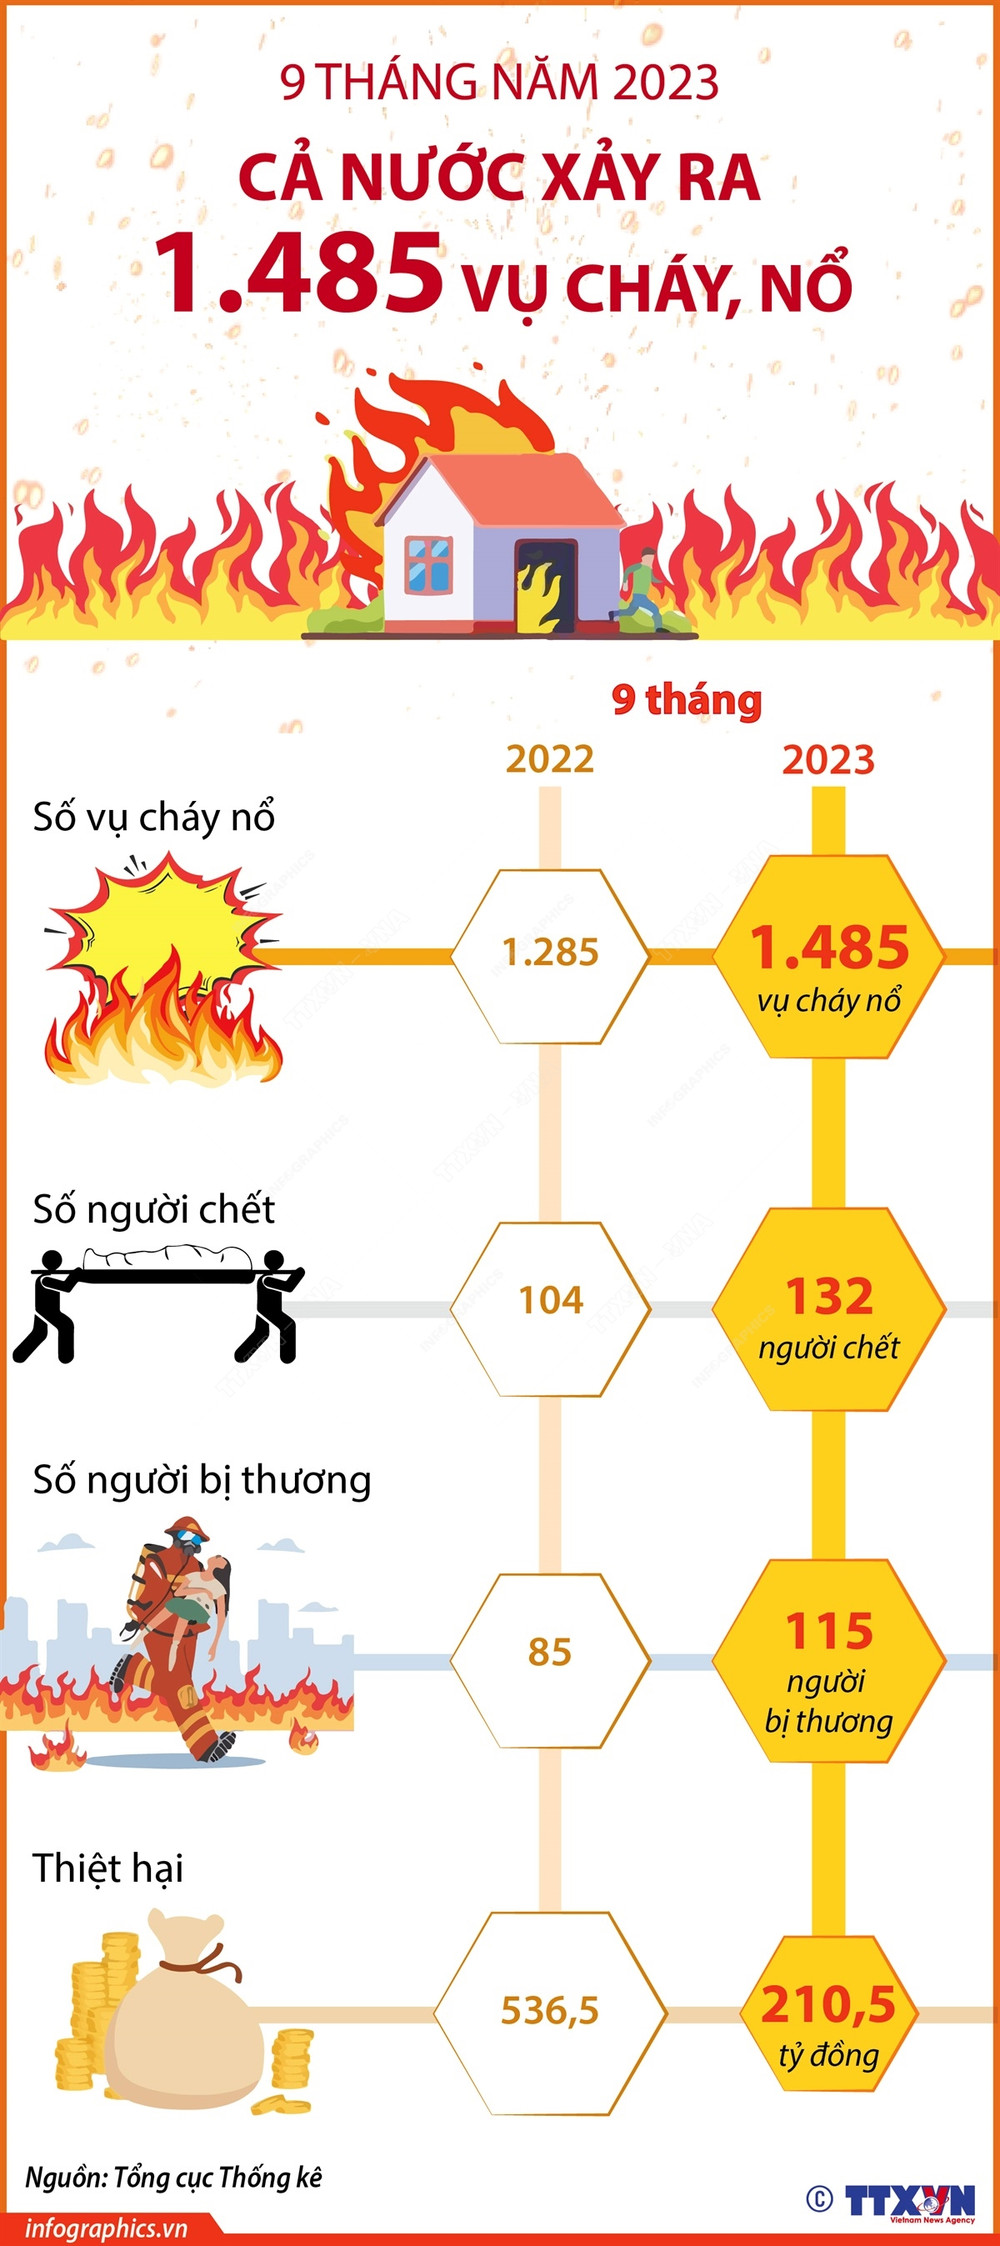 9 THÁNG NĂM 2023
CẢ NƯỚC XẢY RA
1.485 VỤ CHÁY, NỔ
9 tháng
2022
2023
Số vụ cháy nổ
1.285
1.485
vụ cháy nổ
Số người chết
104
132
người chết
Số người bị thương
85
115
người
bị thương
Thiệt hại
536,5
210,5
tỷ đồng
Nguồn: Tổng cục Thống kê
© TTXVN
Vietnam News Agency
infographics.vn